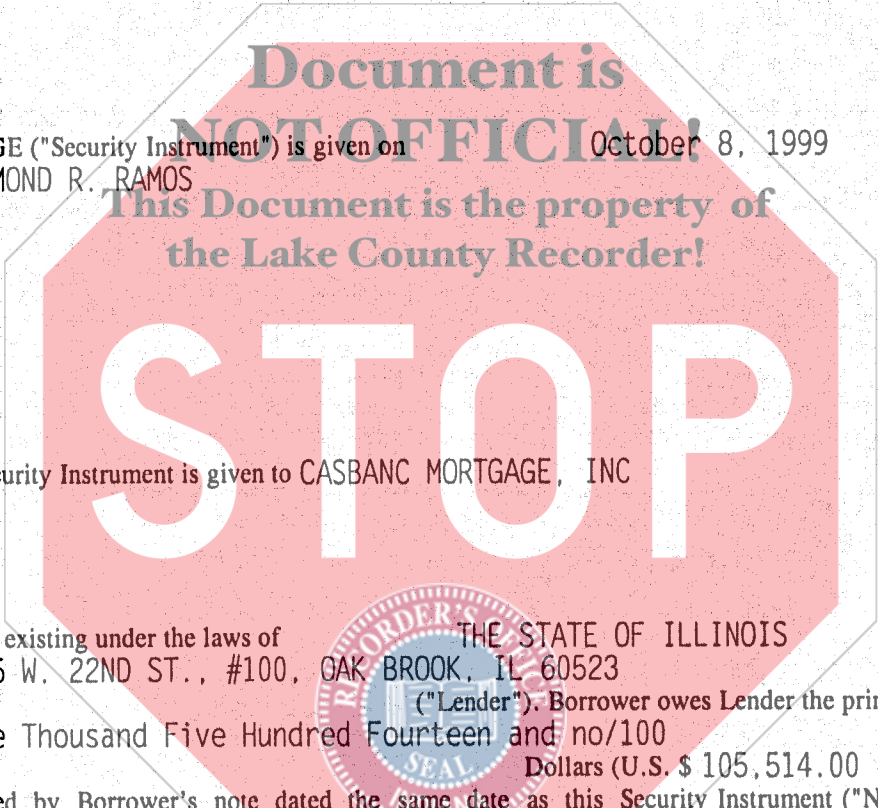 Document is
NOT OFFICIAL!
GE ("Security Instrument") is given on October 8, 1999
MOND R. RAMOS
This Document is the property of
the Lake County Recorder!
STOP
curity Instrument is given to CASBANC MORTGAGE, INC
existing under the laws of THE STATE OF ILLINOIS
5 W. 22ND ST., #100, OAK BROOK, IL 60523
("Lender"). Borrower owes Lender the prin
e Thousand Five Hundred Fourteen and no/100
Dollars (U.S. $ 105,514.00
ed by Borrower's note dated the same date as this Security Instrument ("N
RECORDER'S OFFICE
SEAL